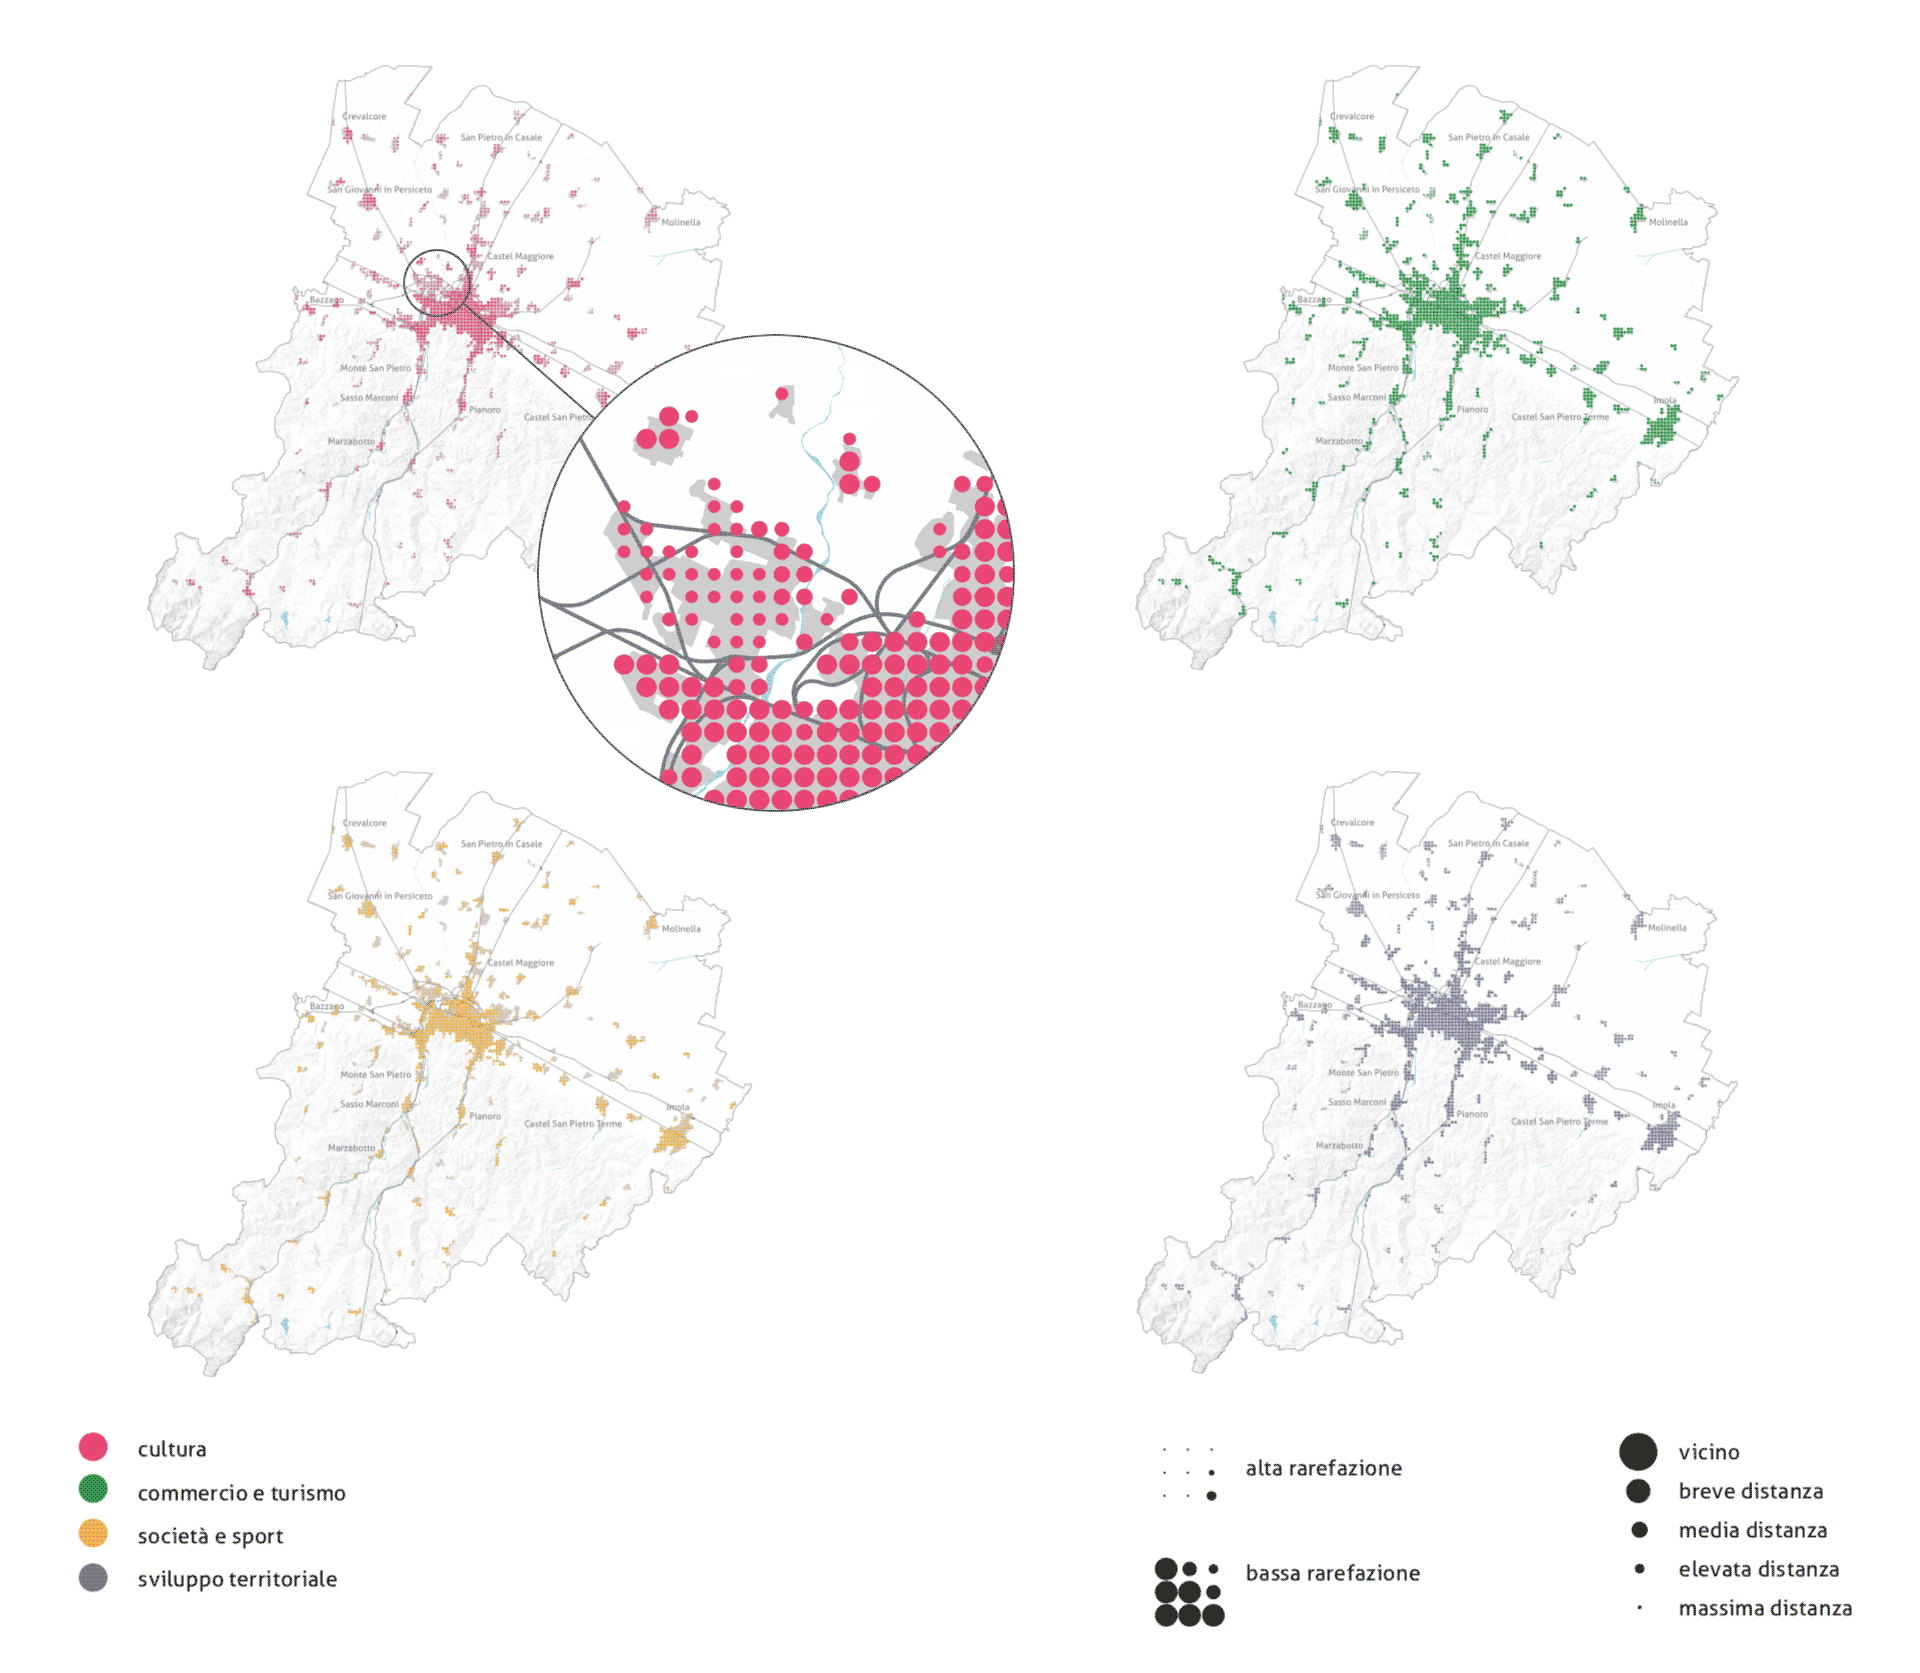 Crevalcore
San Pietro in Casale
San Giovanni in Persiceto
Molinella
Castel Maggiore
Bazzano
Monte San Pietro
Sasso Marconi
Pianoro
Castel San Pietro
Marzabotto
Crevalcore
San Pietro in Casale
San Giovanni in Persiceto
Molinella
Castel Maggiore
Bazzano
Monte San Pietro
Sasso Marconi
Imola
Pianoro
Castel San Pietro Terme
Marzabotto
Crevalcore
San Pietro in Casale
San Giovanni in Persiceto
Molinella
Castel Maggiore
Bazzano
Monte San Pietro
Sasso Marconi
Imola
Pianoro
Castel San Pietro Terme
Marzabotto
Crevalcore
San Pietro in Casale
San Giovanni in Persiceto
Molinella
Castel Maggiore
Bazzano
Monte San Pietro
Sasso Marconi
Imola
Pianoro
Castel San Pietro Terme
Marzabotto
cultura
commercio e turismo
società e sport
sviluppo territoriale
alta rarefazione
bassa rarefazione
vicino
breve distanza
media distanza
elevata distanza
massima distanza